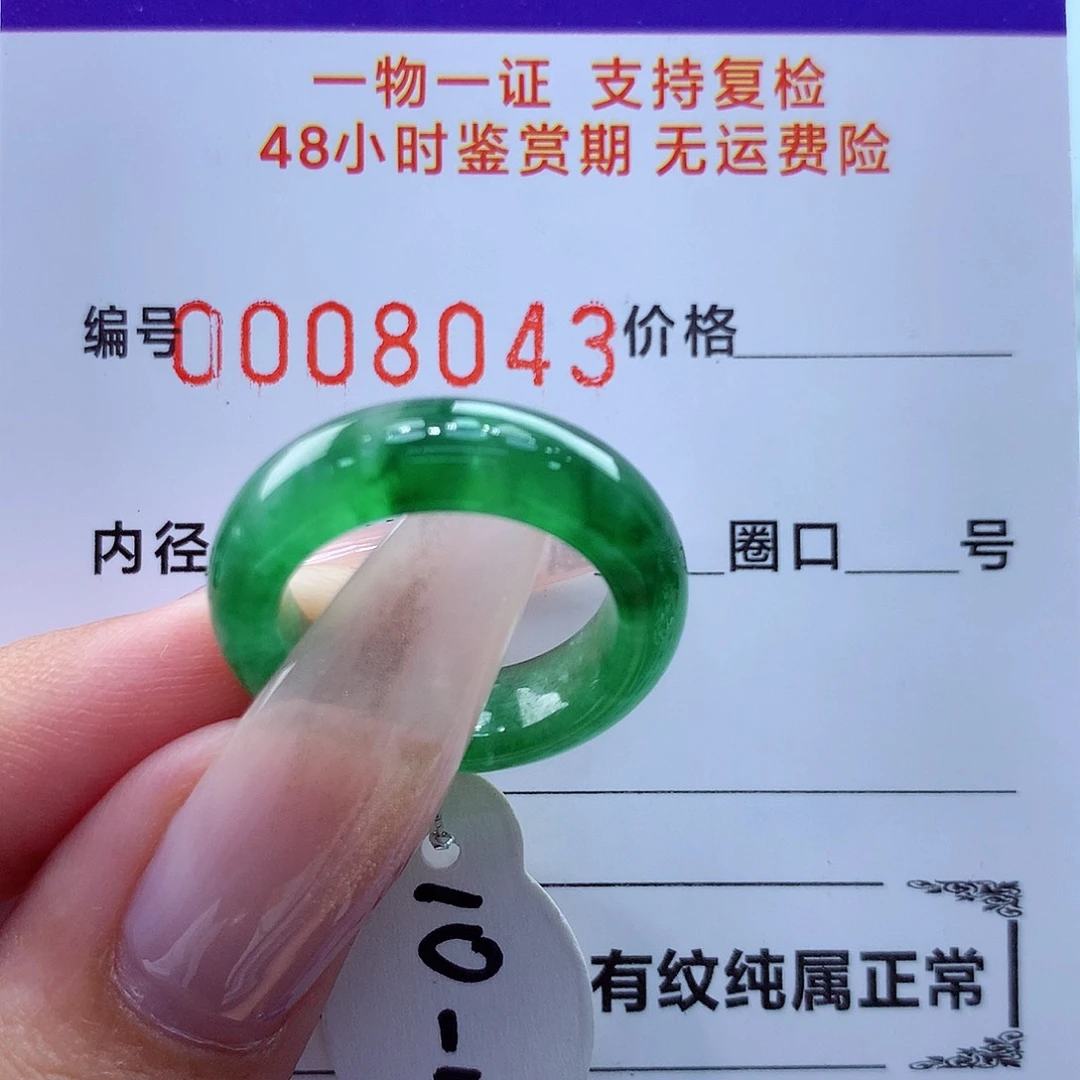 一物一证 支持复检
48小时鉴赏期 无运费险
编号0008043价格
内径 圈口 号
有纹纯属正常